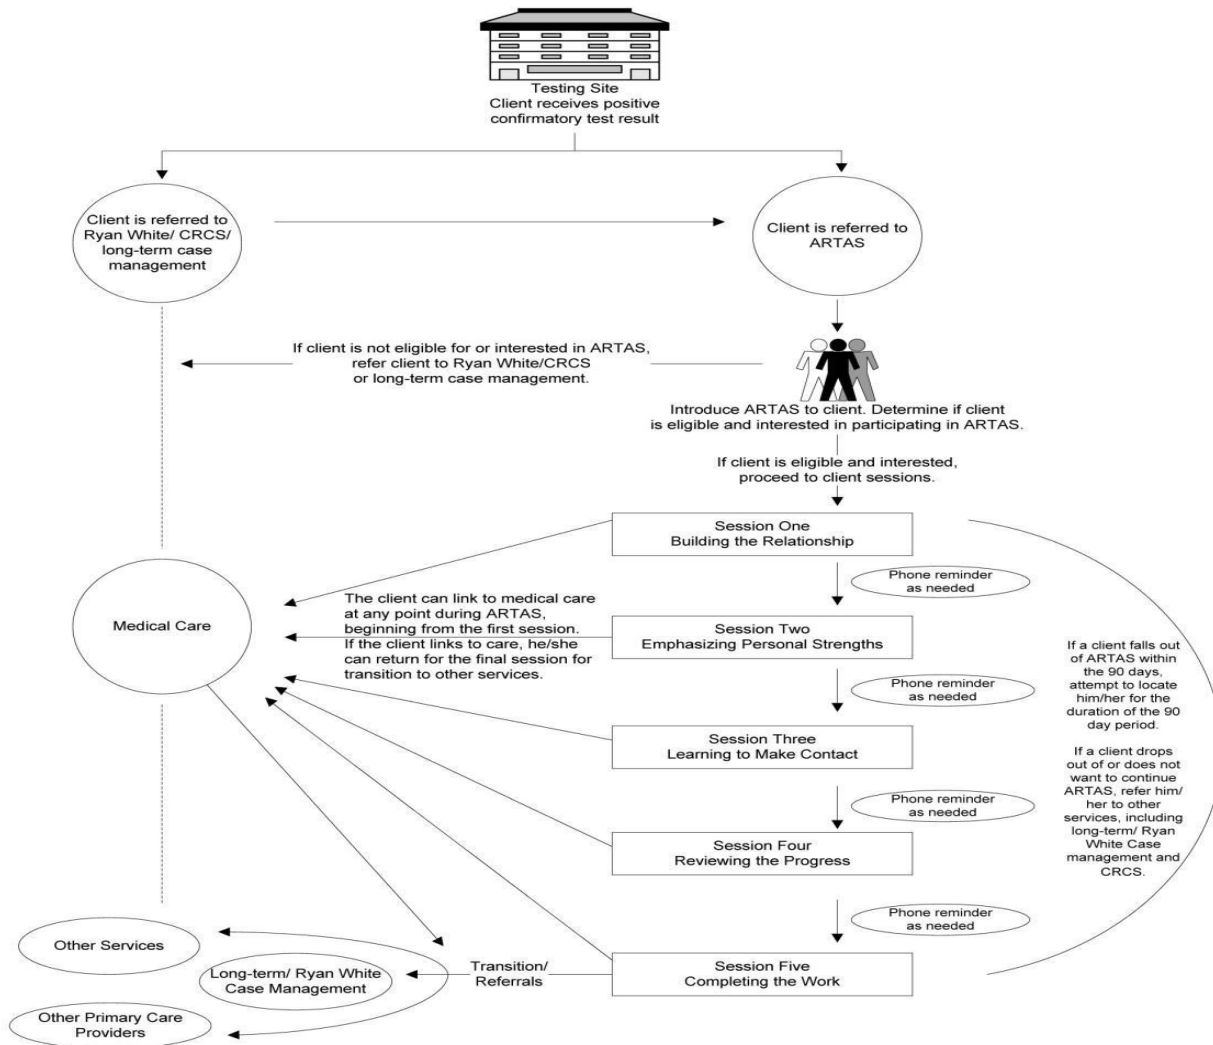 Testing Site
Client receives positive
confirmatory test result
Client is referred to
Ryan White/ CRCS/
long-term case
management
Client is referred to
ARTAS
If client is not eligible for or interested in ARTAS,
refer client to Ryan White/CRCS
or long-term case management.
Introduce ARTAS to client. Determine if client
is eligible and interested in participating in ARTAS.
If client is eligible and interested,
proceed to client sessions.
Session One
Building the Relationship
Phone reminder
as needed
Medical Care
The client can link to medical care
at any point during ARTAS,
beginning from the first session.
If the client links to care, he/she
can return for the final session for
transition to other services.
Session Two
Emphasizing Personal Strengths
Phone reminder
as needed
Session Three
Learning to Make Contact
Phone reminder
as needed
Session Four
Reviewing the Progress
Phone reminder
as needed
Session Five
Completing the Work
If a client falls out
of ARTAS within
the 90 days,
attempt to locate
him/her for the
duration of the 90
day period.
If a client drops
out of or does not
want to continue
ARTAS, refer him/
her to other
services, including
long-term/ Ryan
White Case
management and
CRCS.
Transition/
Referrals
Other Services
Long-term/ Ryan White
Case Management
Other Primary Care
Providers